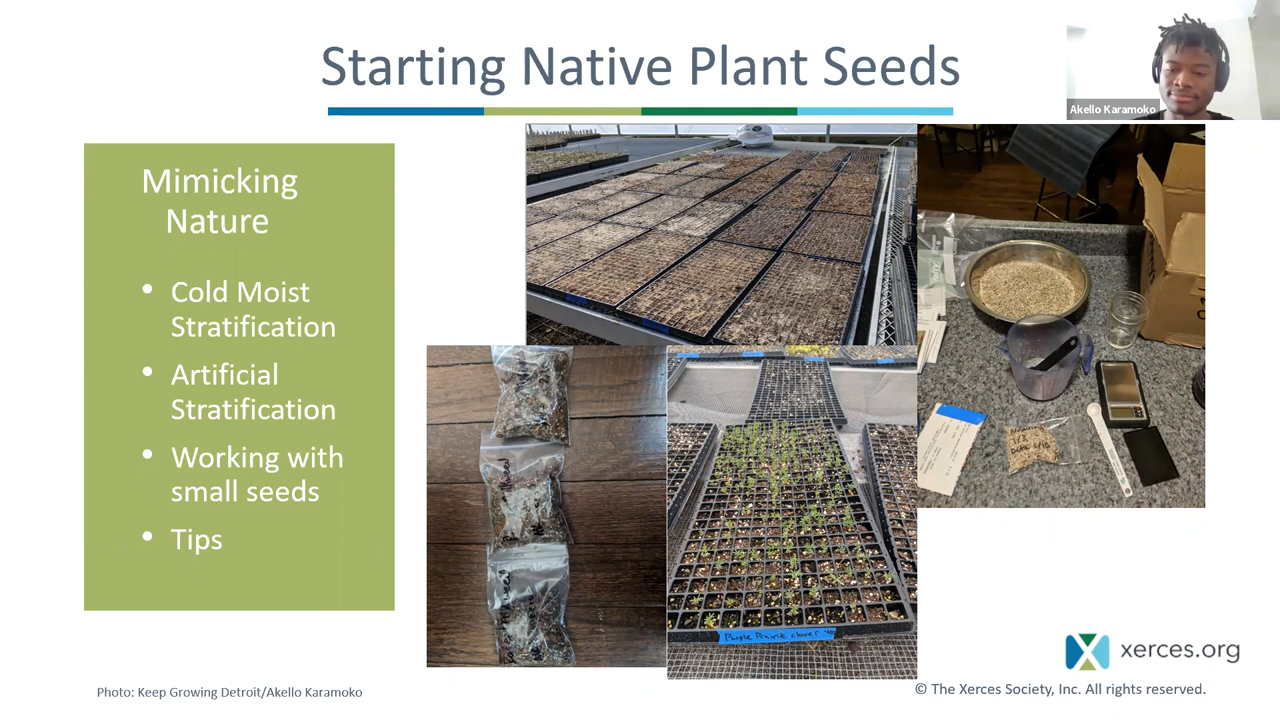 Starting Native Plant Seeds
Akello Karamoko
Mimicking
Nature
• Cold Moist
Stratification
• Artificial
Stratification
• Working with
small seeds
• Tips
Purple Prairie clover
xerces.org
Photo: Keep Growing Detroit/Akello Karamoko
© The Xerces Society, Inc. All rights reserved.